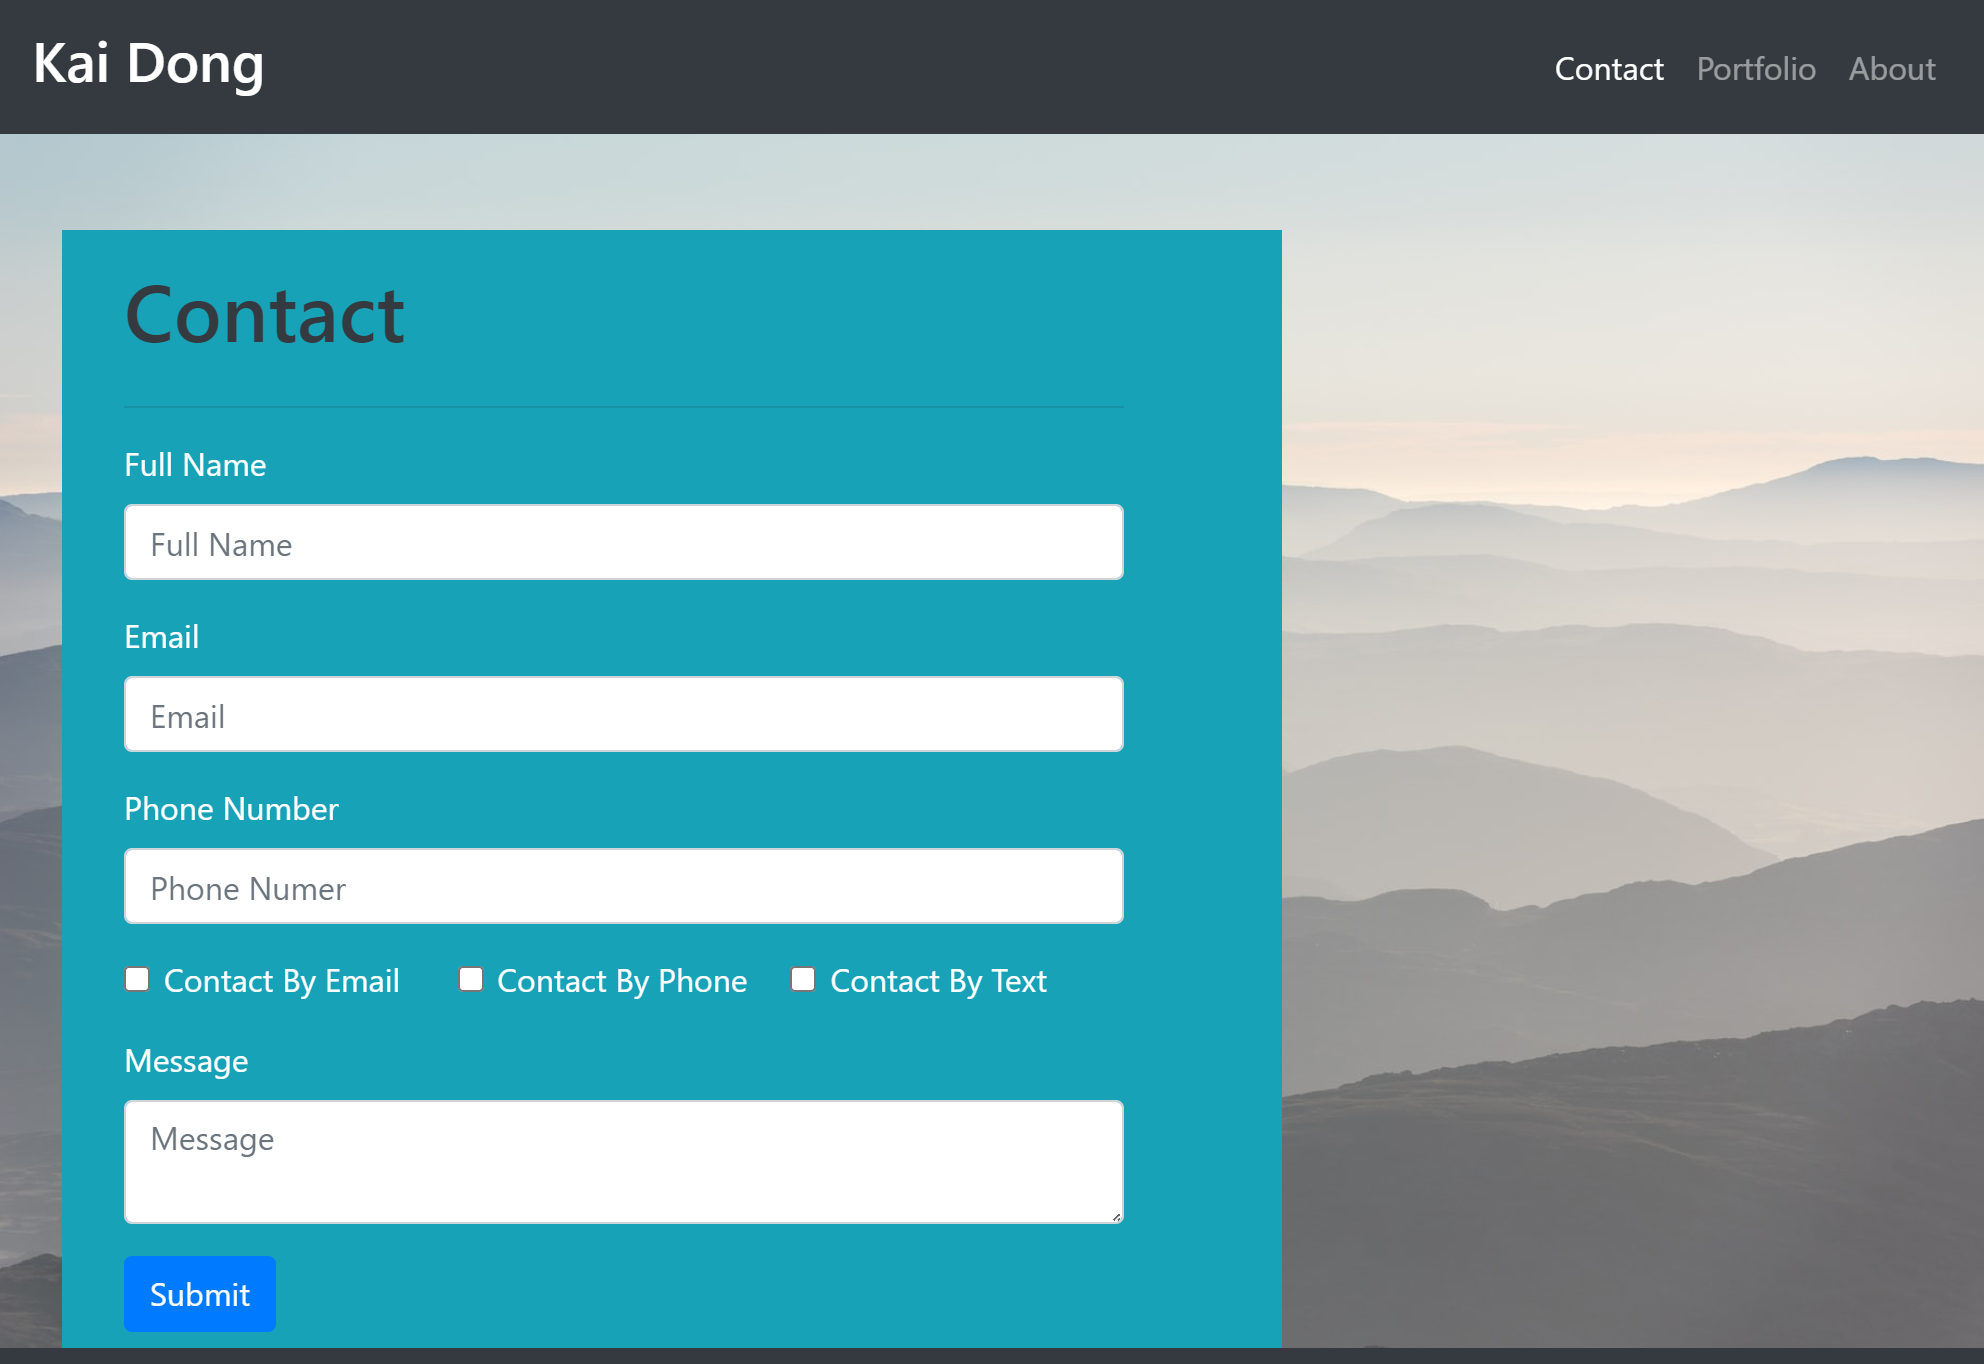 Kai Dong
Contact Portfolio About
Contact
Full Name
Full Name
Email
Email
Phone Number
Phone Numer
Contact By Email Contact By Phone Contact By Text
Message
Message
Submit